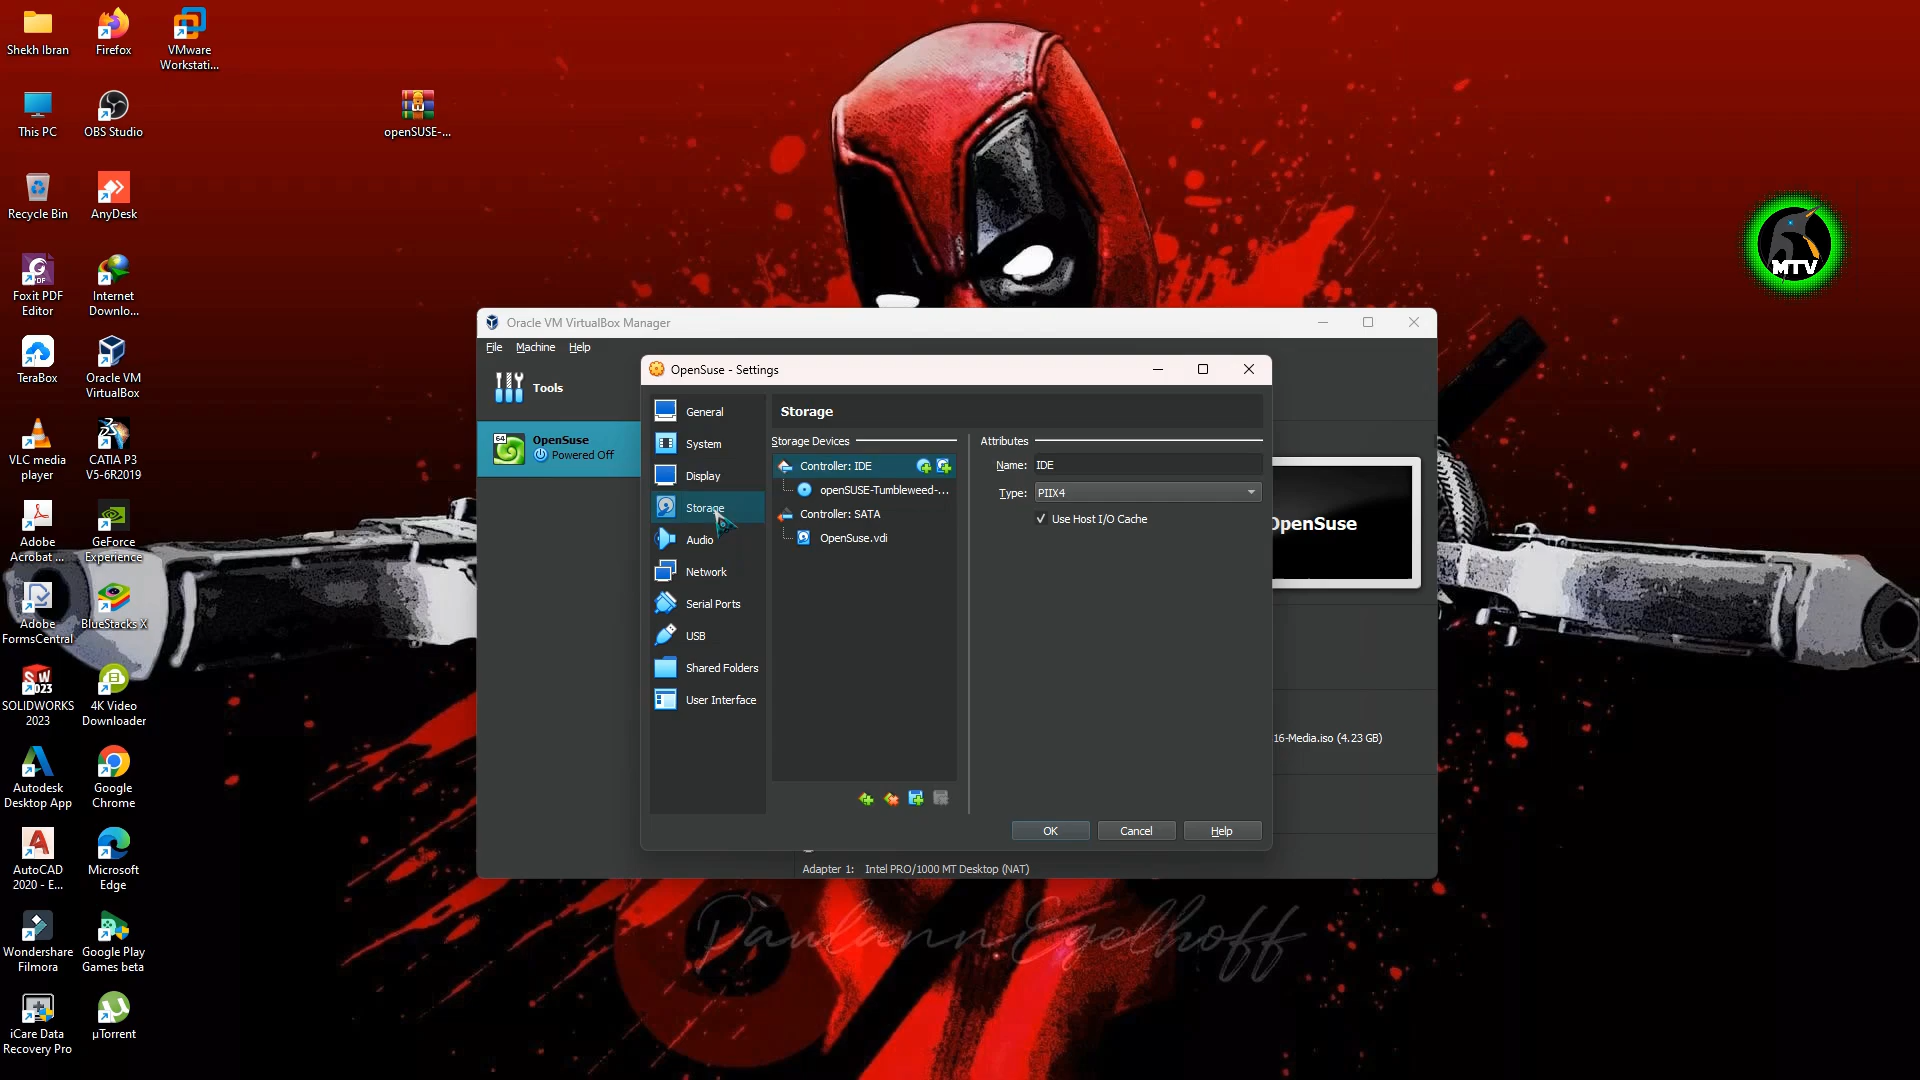 Shekh Ibran
Firefox
VMware
Workstati...
This PC
OBS Studio
openSUSE-...
Recycle Bin
AnyDesk
Foxit PDF
Editor
Internet
Downlo...
TeraBox
Oracle VM
VirtualBox
VLC media
player
CATIA P3
V5-6R2019
Adobe
Acrobat ...
GeForce
Experience
Adobe
FormsCentral
BlueStacks X
SOLIDWORKS
2023
4K Video
Downloader
Autodesk
Desktop App
Google
Chrome
AutoCAD
2020 - E...
Microsoft
Edge
Wondershare
Filmora
Google Play
Games beta
iCare Data
Recovery Pro
µTorrent
MTV
Oracle VM VirtualBox Manager
File Machine Help
Tools
64
OpenSuse
Powered Off
OpenSuse - Settings
General
System
Display
Storage
Audio
Network
Serial Ports
USB
Shared Folders
User Interface
Storage
Storage Devices
Controller: IDE
openSUSE-Tumbleweed-...
Controller: SATA
OpenSuse.vdi
Attributes
Name: IDE
Type: PIIX4
Use Host I/O Cache
OK Cancel Help
OpenSuse
16-Media.iso (4.23 GB)
Adapter 1: Intel PRO/1000 MT Desktop (NAT)
Paulann Egelhoff